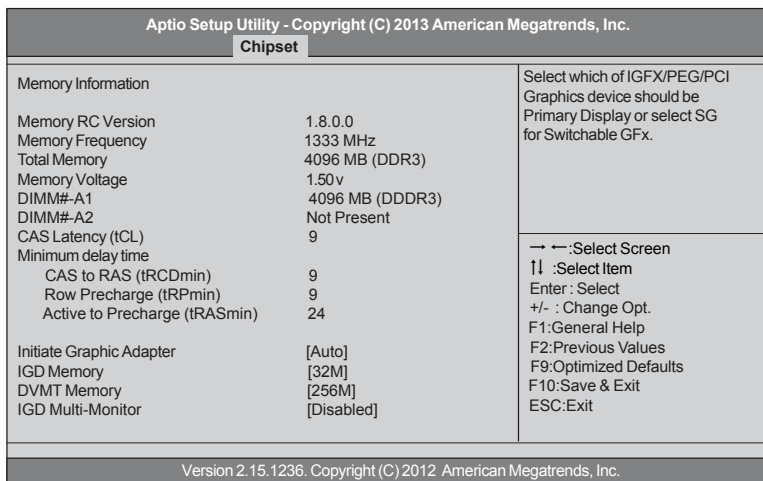 Aptio Setup Utility - Copyright (C) 2013 American Megatrends, Inc.
Chipset
Memory Information
Memory RC Version 1.8.0.0
Memory Frequency 1333 MHz
Total Memory 4096 MB (DDR3)
Memory Voltage 1.50v
DIMM#-A1 4096 MB (DDDR3)
DIMM#-A2 Not Present
CAS Latency (tCL) 9
Minimum delay time
CAS to RAS (tRCDmin) 9
Row Precharge (tRPmin) 9
Active to Precharge (tRASmin) 24
Initiate Graphic Adapter [Auto]
IGD Memory [32M]
DVMT Memory [256M]
IGD Multi-Monitor [Disabled]
Select which of IGFX/PEG/PCI
Graphics device should be
Primary Display or select SG
for Switchable GFx.
→ ←:Select Screen
↑↓ :Select Item
Enter : Select
+/- : Change Opt.
F1:General Help
F2:Previous Values
F9:Optimized Defaults
F10:Save & Exit
ESC:Exit
Version 2.15.1236. Copyright (C) 2012 American Megatrends, Inc.